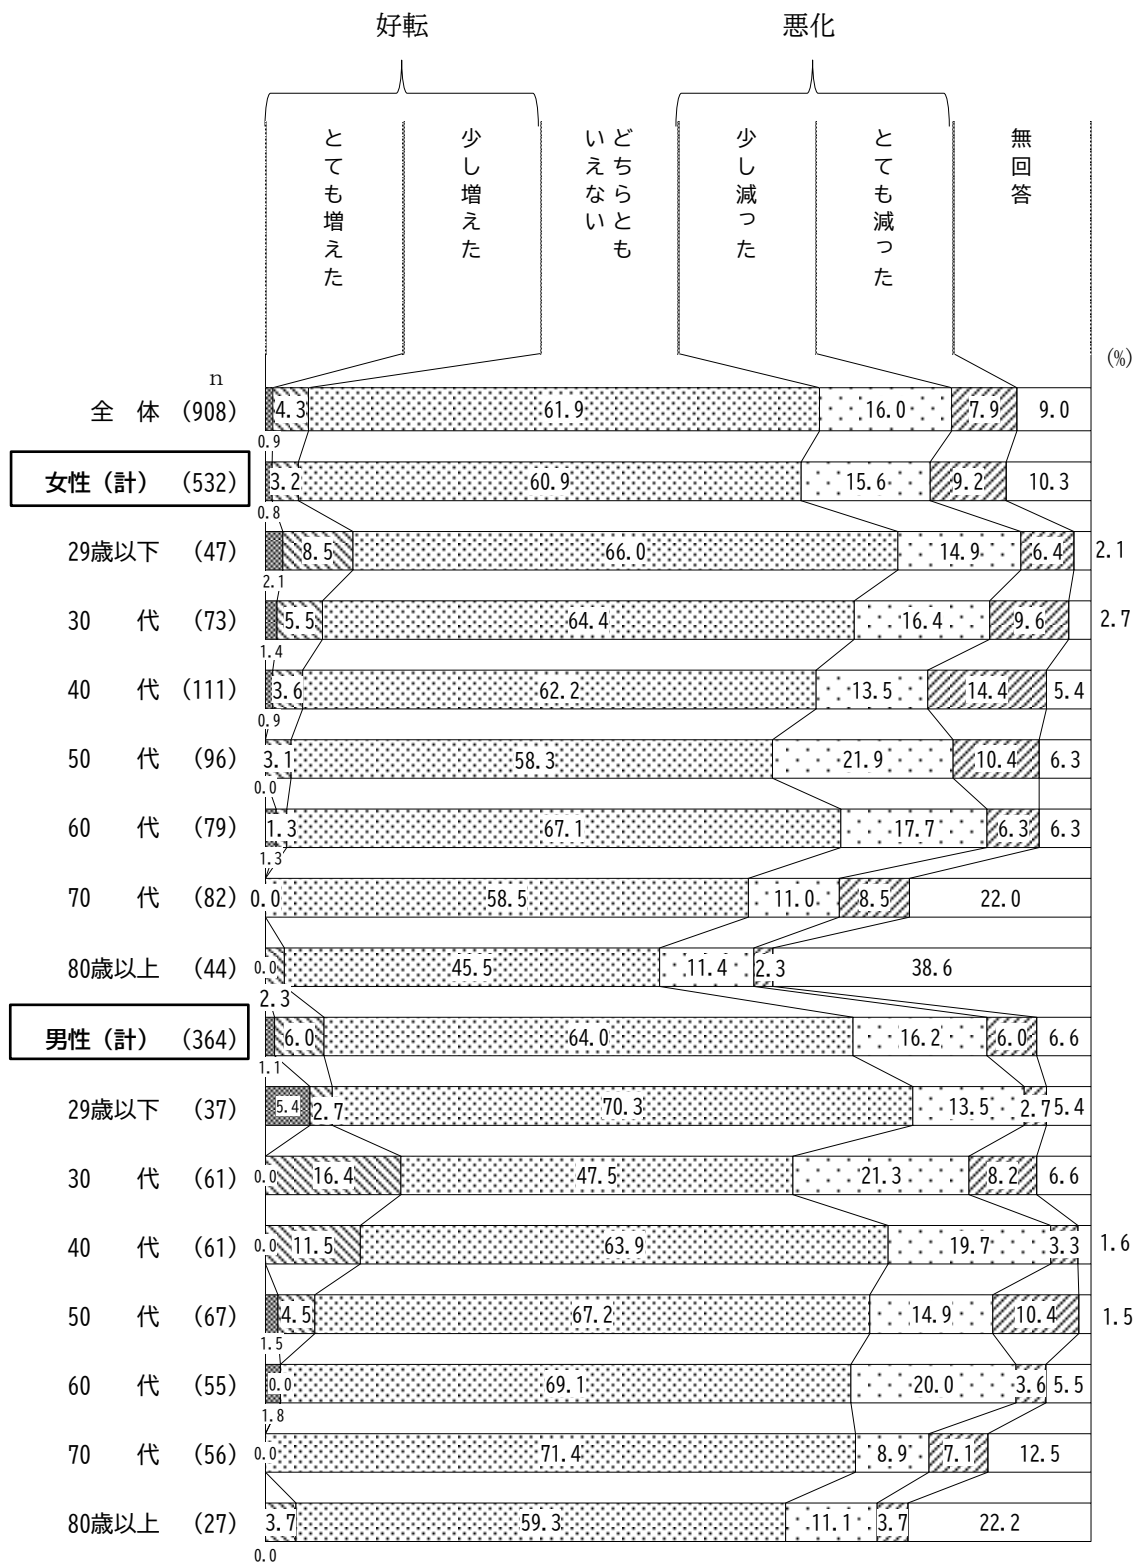 好転 悪化
とても増えた
少し増えた
どちらとも
いえない
少し減った
とても減った
無回答
(%)
n
全 体 (908) 4.3 61.9 16.0 7.9 9.0
0.9
女性（計） (532) 3.2 60.9 15.6 9.2 10.3
0.8
29歳以下 (47) 8.5 66.0 14.9 6.4 2.1
2.1
30 代 (73) 5.5 64.4 16.4 9.6 2.7
1.4
40 代 (111) 3.6 62.2 13.5 14.4 5.4
0.9
50 代 (96) 3.1 58.3 21.9 10.4 6.3
0.0
60 代 (79) 1.3 67.1 17.7 6.3 6.3
1.3
70 代 (82) 0.0 58.5 11.0 8.5 22.0
80歳以上 (44) 0.0 45.5 11.4 2.3 38.6
2.3
男性（計） (364) 6.0 64.0 16.2 6.0 6.6
1.1
29歳以下 (37) 5.4 2.7 70.3 13.5 2.7 5.4
30 代 (61) 0.0 16.4 47.5 21.3 8.2 6.6
40 代 (61) 0.0 11.5 63.9 19.7 3.3 1.6
50 代 (67) 4.5 67.2 14.9 10.4 1.5
1.5
60 代 (55) 0.0 69.1 20.0 3.6 5.5
1.8
70 代 (56) 0.0 71.4 8.9 7.1 12.5
80歳以上 (27) 3.7 59.3 11.1 3.7 22.2
0.0